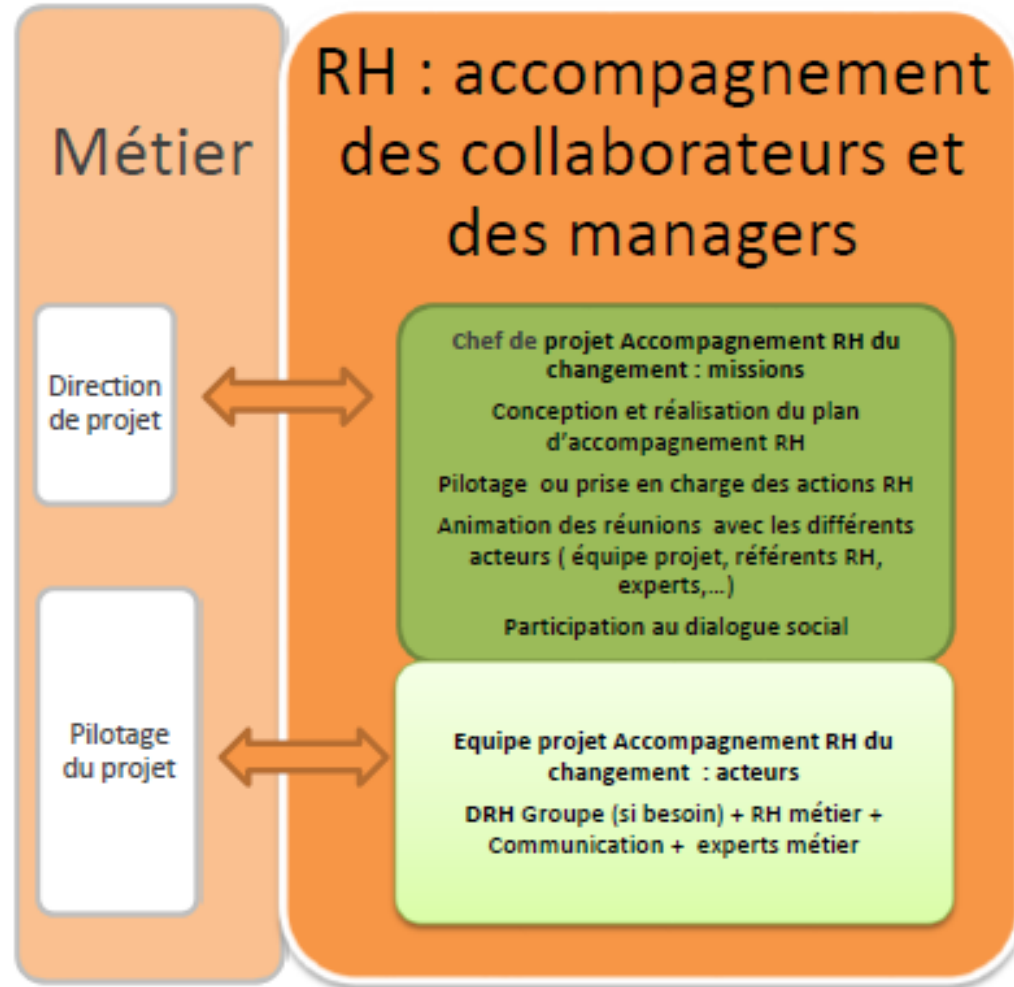 Métier
RH : accompagnement
des collaborateurs et
des managers
Direction
de projet
Chef de projet Accompagnement RH du
changement : missions
Conception et réalisation du plan
d’accompagnement RH
Pilotage ou prise en charge des actions RH
Animation des réunions avec les différents
acteurs ( équipe projet, référents RH,
experts,...)
Participation au dialogue social
Pilotage
du projet
Equipe projet Accompagnement RH du
changement : acteurs
DRH Groupe (si besoin) + RH métier +
Communication + experts métier